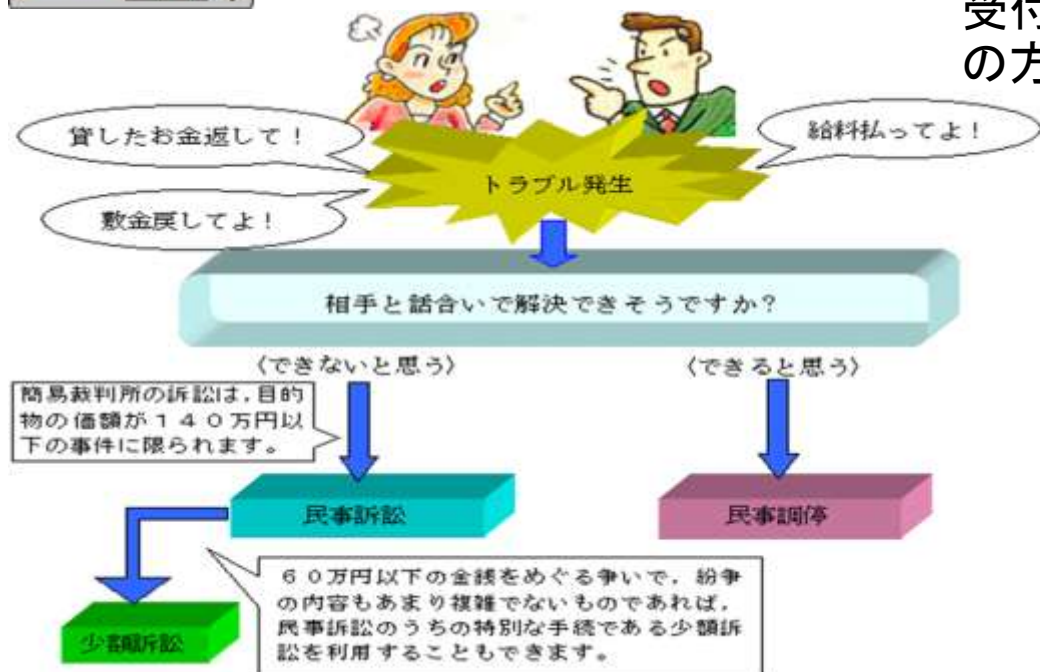 受付
の方
貸したお金返して！
給料払ってよ！
トラブル発生
敷金戻してよ！
相手と話合いで解決できそうですか？
〈できないと思う〉
〈できると思う〉
簡易裁判所の訴訟は，目的
物の価額が１４０万円以
下の事件に限られます。
民事訴訟
民事調停
６０万円以下の金銭をめぐる争いで，紛争
の内容もあまり複雑でないものであれば，
民事訴訟のうちの特別な手続である少額訴
訟を利用することもできます。
少額訴訟